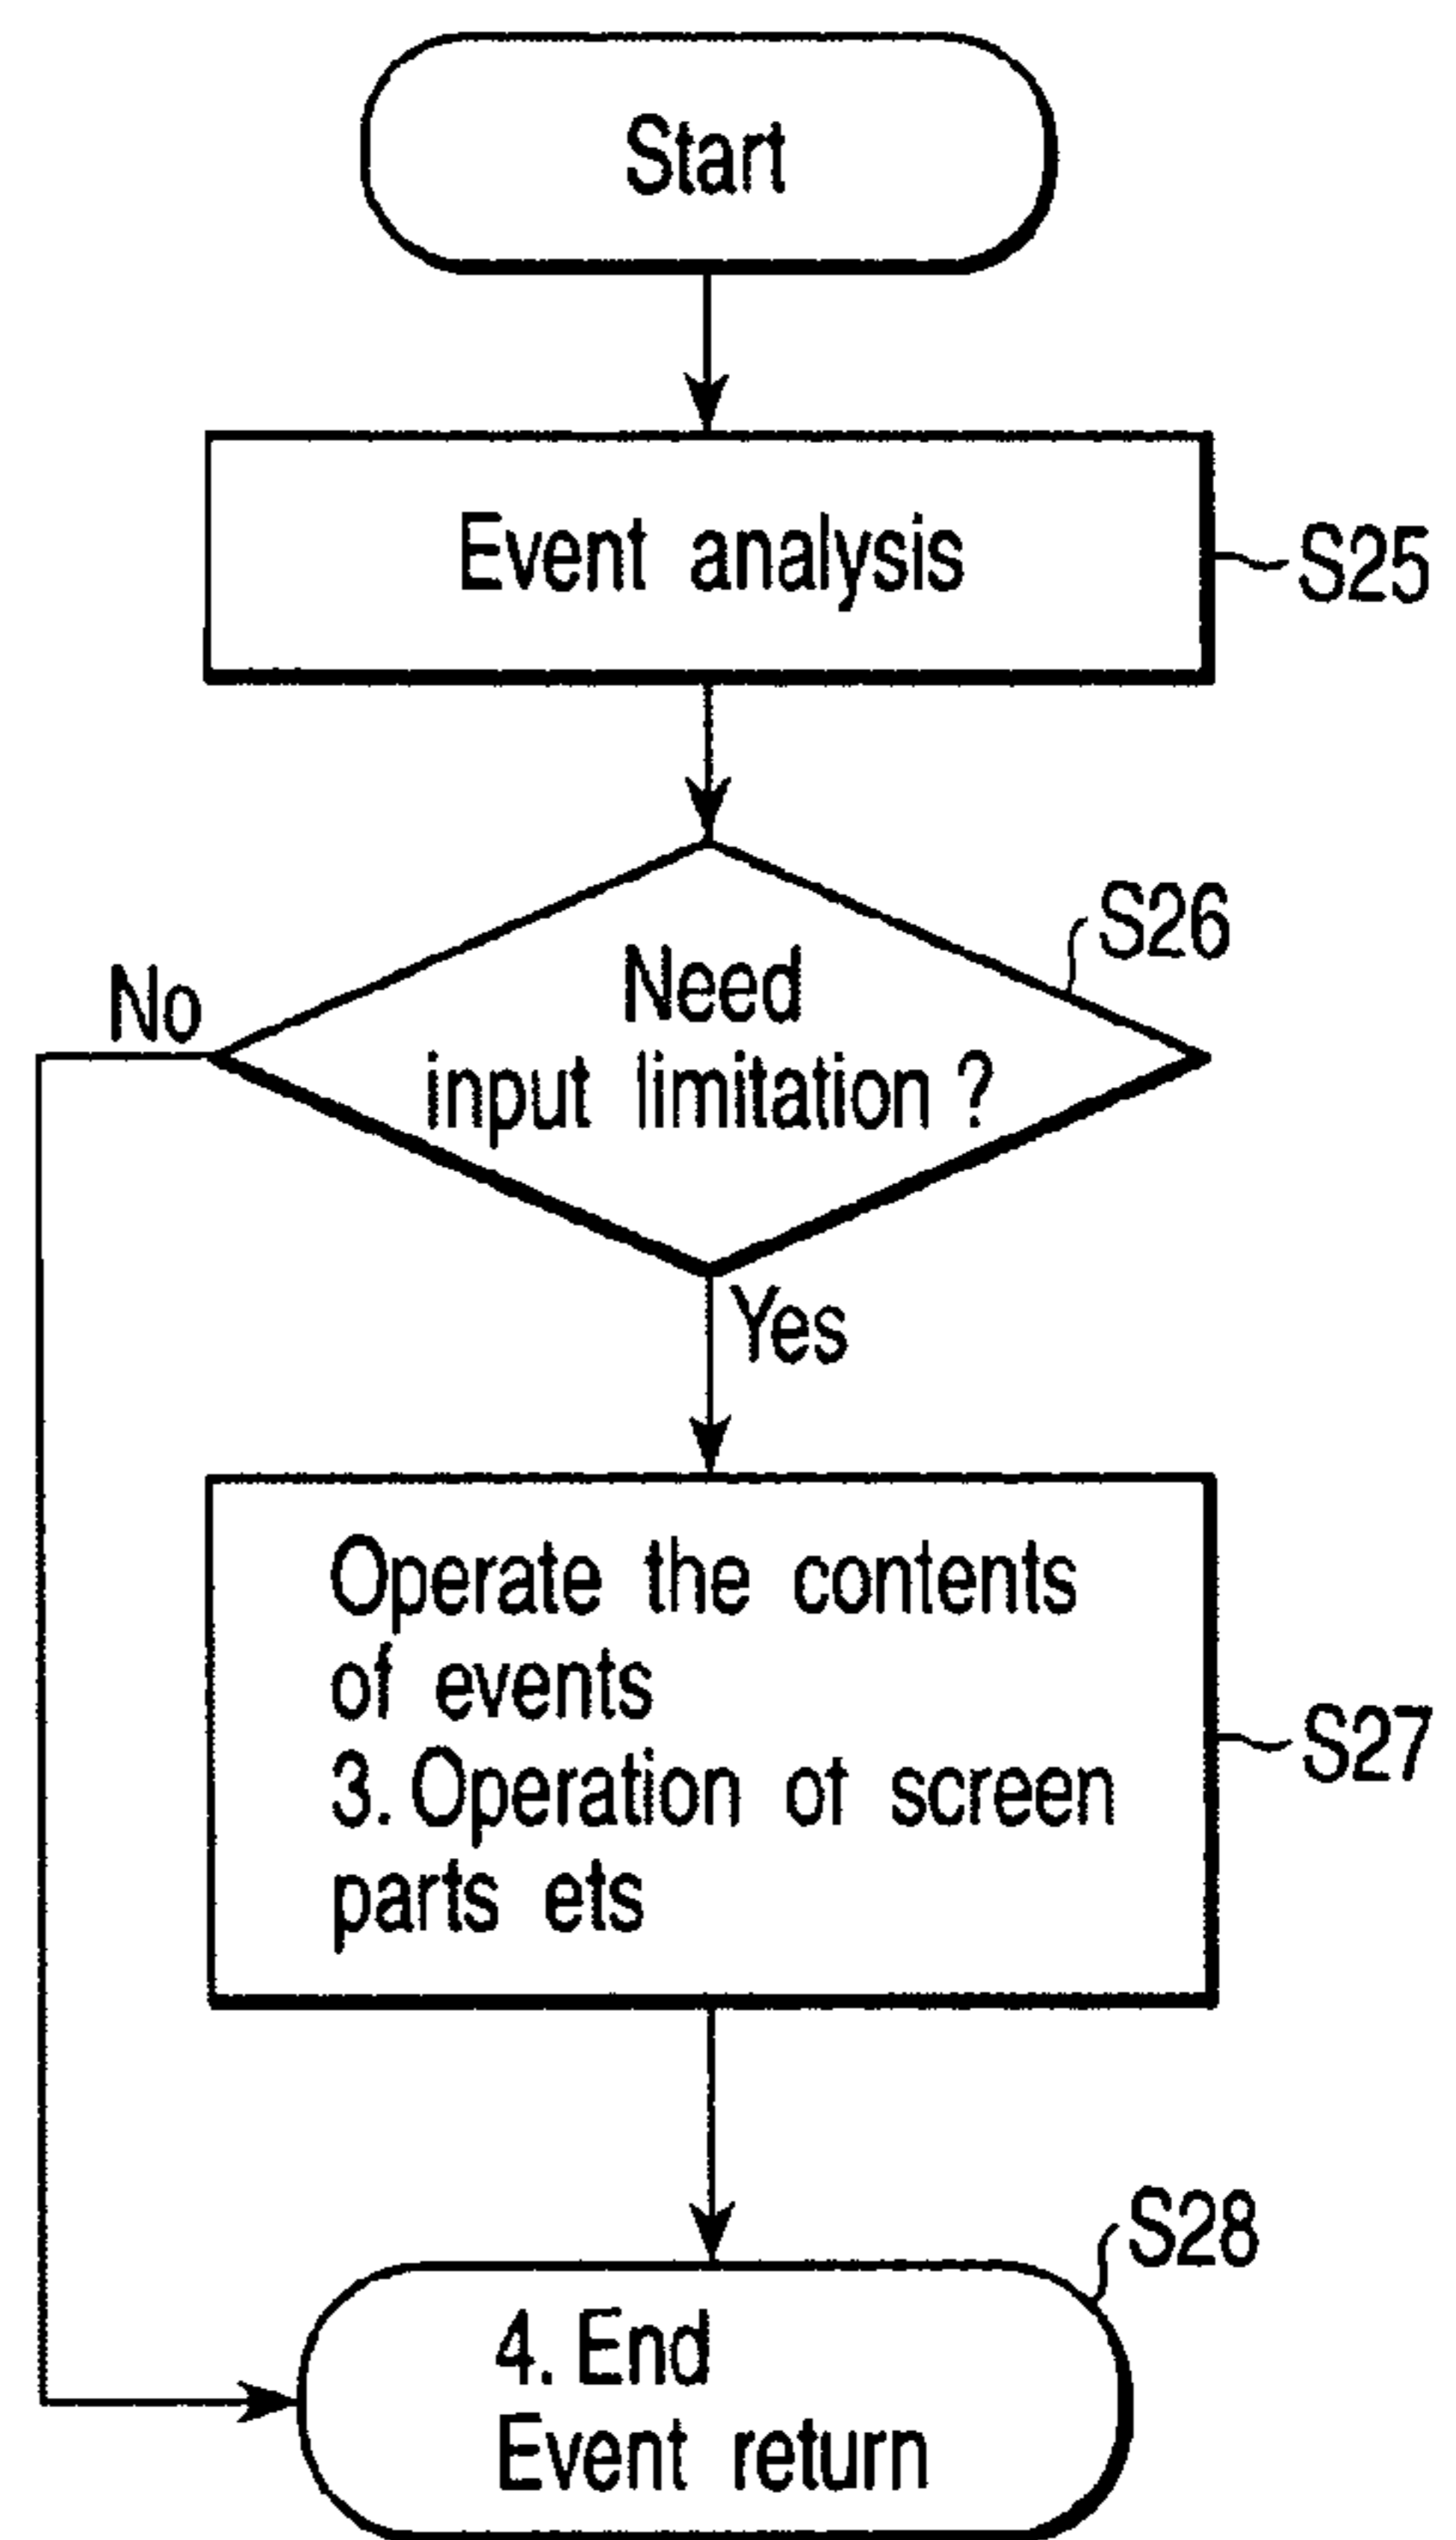 Start
Event analysis
S25
S26
No
Need
input limitation ?
Yes
Operate the contents
of events
3. Operation of screen
parts ets
S27
S28
4. End
Event return